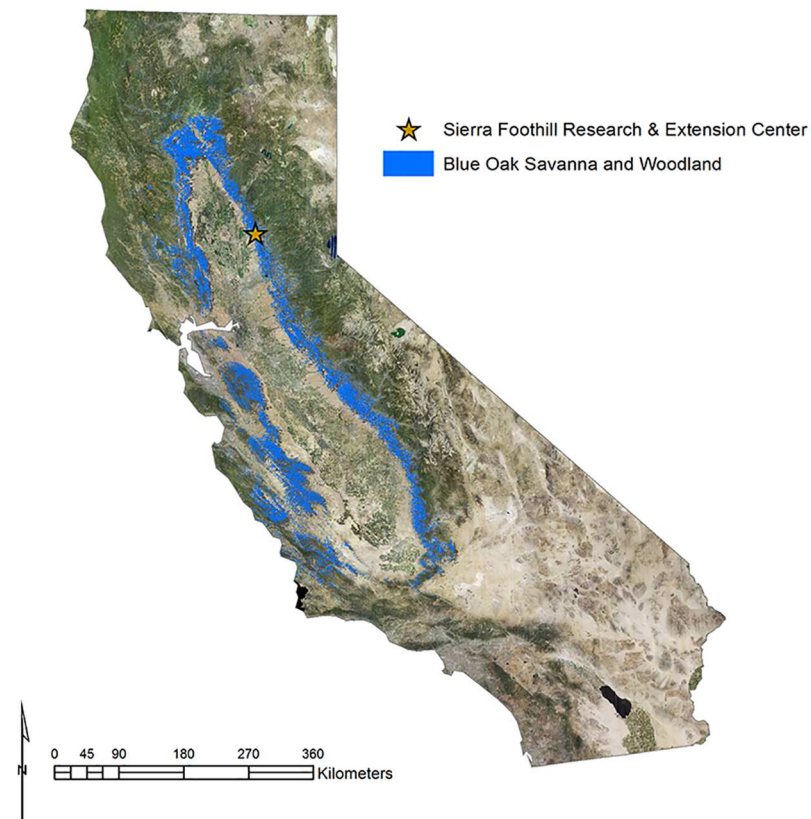 Sierra Foothill Research & Extension Center
Blue Oak Savanna and Woodland
N
0 45 90 180 270 360
Kilometers